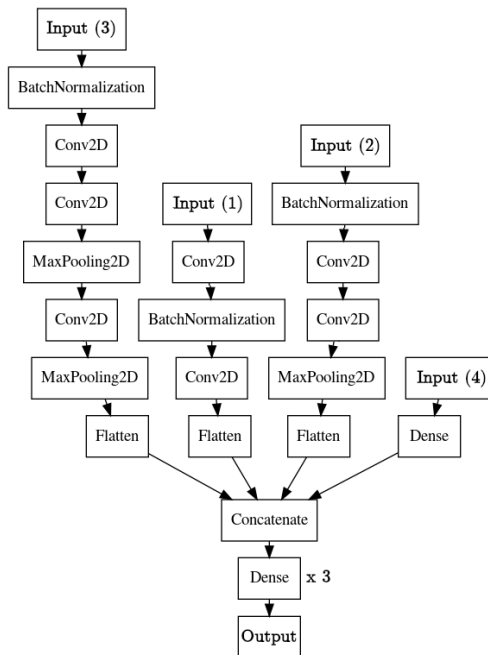 Input (3)
BatchNormalization
Conv2D
Input (2)
Conv2D
Input (1)
BatchNormalization
MaxPooling2D
Conv2D
Conv2D
Conv2D
BatchNormalization
Conv2D
MaxPooling2D
Conv2D
MaxPooling2D
Input (4)
Flatten
Flatten
Flatten
Dense
Concatenate
Dense x 3
Output